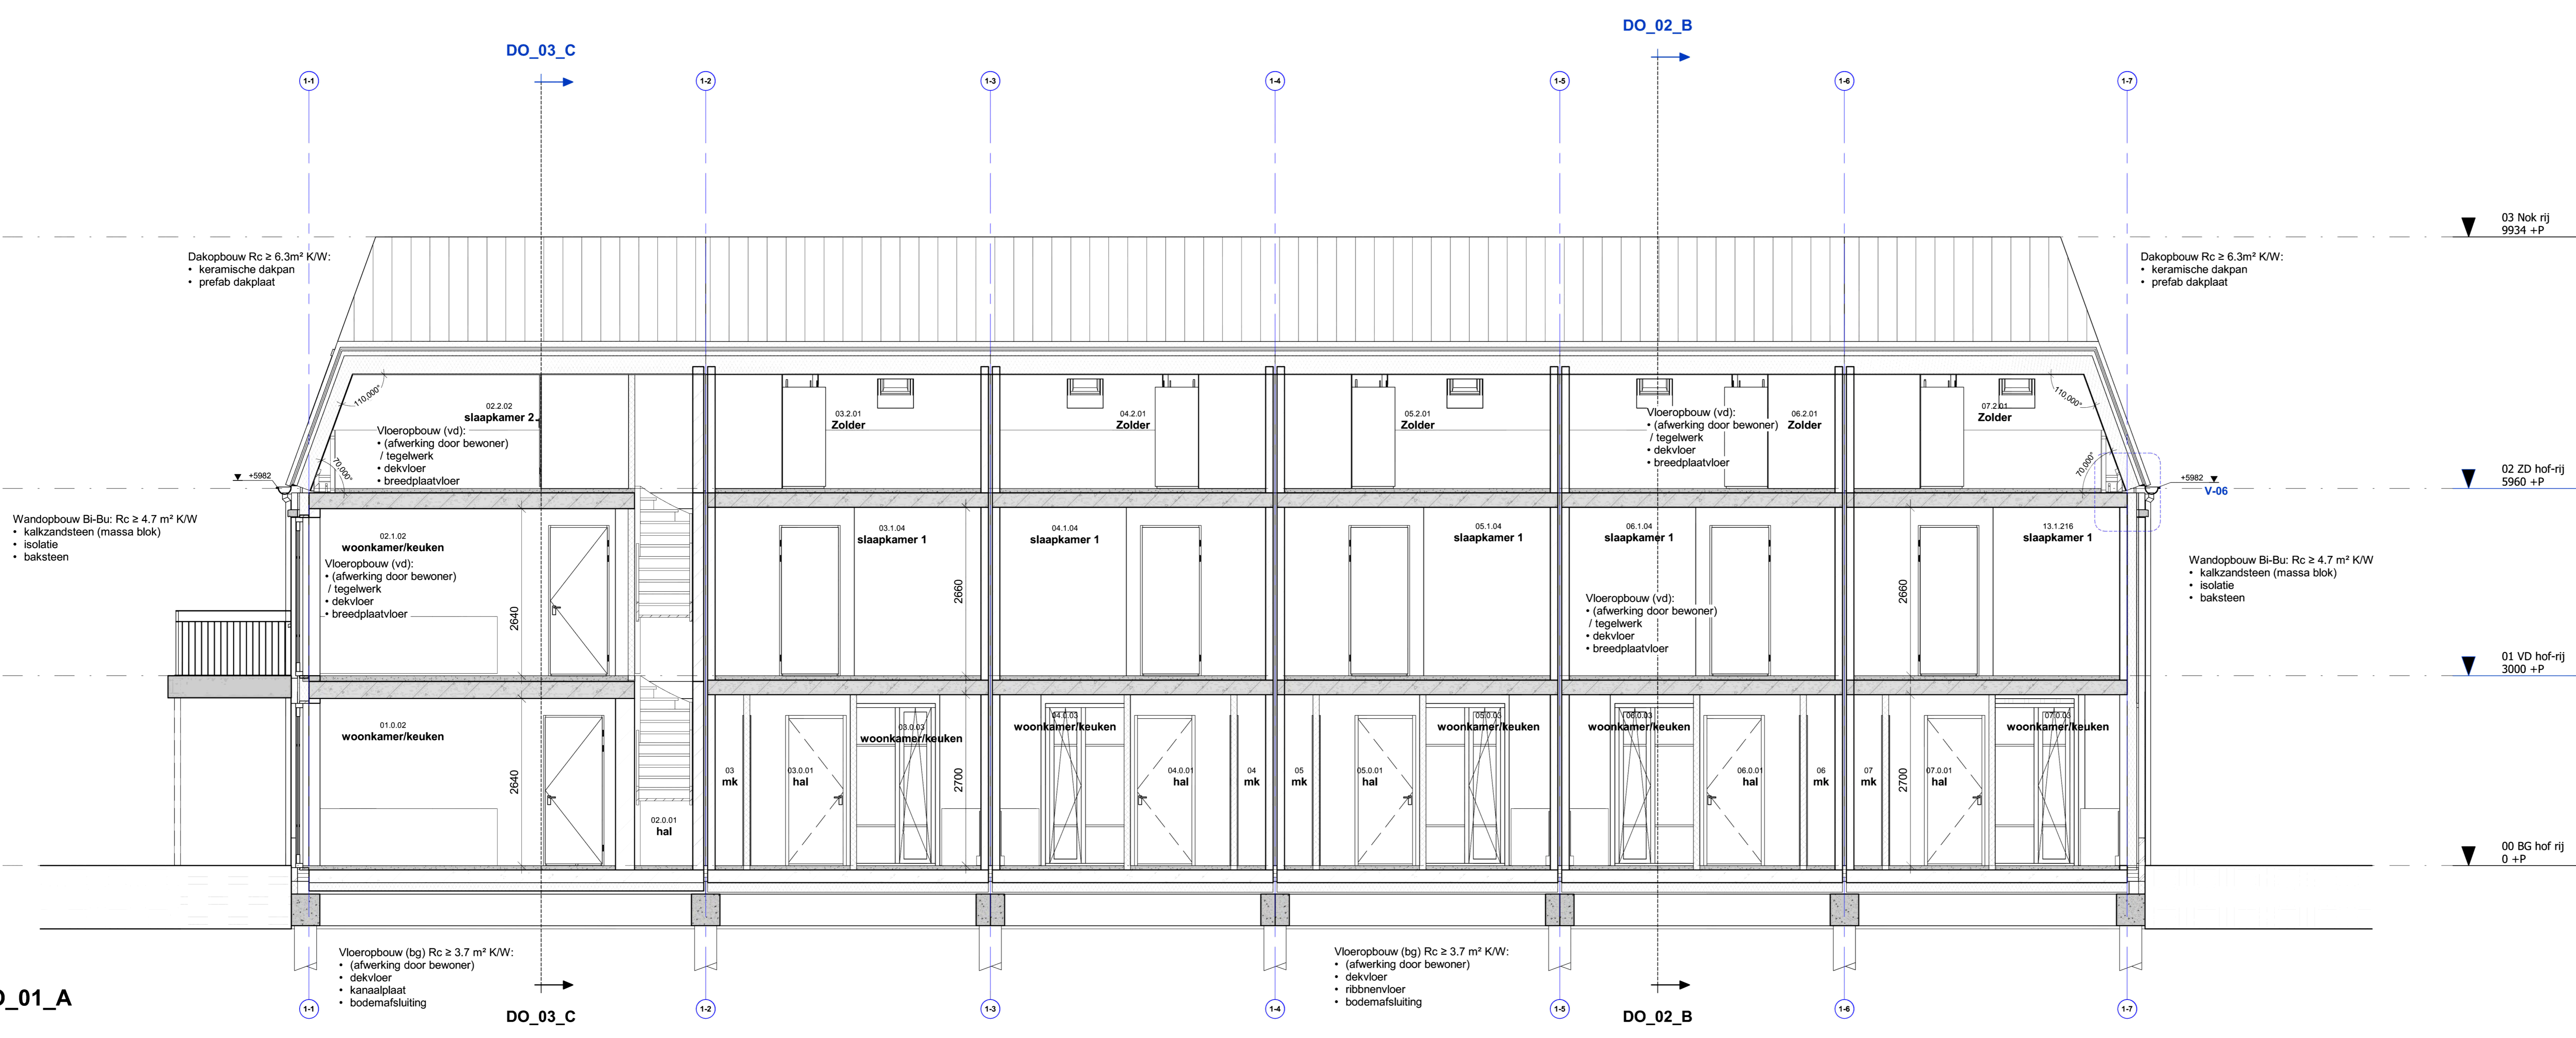 DO_02_B
DO_03_C
1-1
1-2
1-3
1-4
1-5
1-6
1-7
03 Nok rij
9934 +P
Dakopbouw Rc ≥ 6.3m² K/W:
• keramische dakpan
• prefab dakplaat
Dakopbouw Rc ≥ 6.3m² K/W:
• keramische dakpan
• prefab dakplaat
110,000°
70,000°
02.2.02
slaapkamer 2
Vloeropbouw (vd):
• (afwerking door bewoner)
/ tegelwerk
• dekvloer
• breedplaatvloer
03.2.01
Zolder
04.2.01
Zolder
05.2.01
Zolder
Vloeropbouw (vd):
• (afwerking door bewoner)
/ tegelwerk
• dekvloer
• breedplaatvloer
06.2.01
Zolder
07.2.01
Zolder
110,000°
70,000°
+5982
+5982
V-06
02 ZD hof-rij
5960 +P
Wandopbouw Bi-Bu: Rc ≥ 4.7 m² K/W
• kalkzandsteen (massa blok)
• isolatie
• baksteen
02.1.02
woonkamer/keuken
Vloeropbouw (vd):
• (afwerking door bewoner)
/ tegelwerk
• dekvloer
• breedplaatvloer
2640
03.1.04
slaapkamer 1
2660
04.1.04
slaapkamer 1
05.1.04
slaapkamer 1
06.1.04
slaapkamer 1
Vloeropbouw (vd):
• (afwerking door bewoner)
/ tegelwerk
• dekvloer
• breedplaatvloer
2660
13.1.216
slaapkamer 1
Wandopbouw Bi-Bu: Rc ≥ 4.7 m² K/W
• kalkzandsteen (massa blok)
• isolatie
• baksteen
01 VD hof-rij
3000 +P
01.0.02
woonkamer/keuken
2640
02.0.01
hal
03
mk
03.0.01
hal
03.0.03
woonkamer/keuken
2700
04.0.03
woonkamer/keuken
04.0.01
hal
04
mk
05
mk
05.0.01
hal
05.0.03
woonkamer/keuken
06.0.03
woonkamer/keuken
06.0.01
hal
06
mk
07
mk
2700
07.0.01
hal
07.0.03
woonkamer/keuken
00 BG hof rij
0 +P
Vloeropbouw (bg) Rc ≥ 3.7 m² K/W:
• (afwerking door bewoner)
• dekvloer
• kanaalplaat
• bodemafsluiting
Vloeropbouw (bg) Rc ≥ 3.7 m² K/W:
• (afwerking door bewoner)
• dekvloer
• ribbnenvloer
• bodemafsluiting
O_01_A
1-1
1-2
1-3
1-4
1-5
1-6
1-7
DO_03_C
DO_02_B